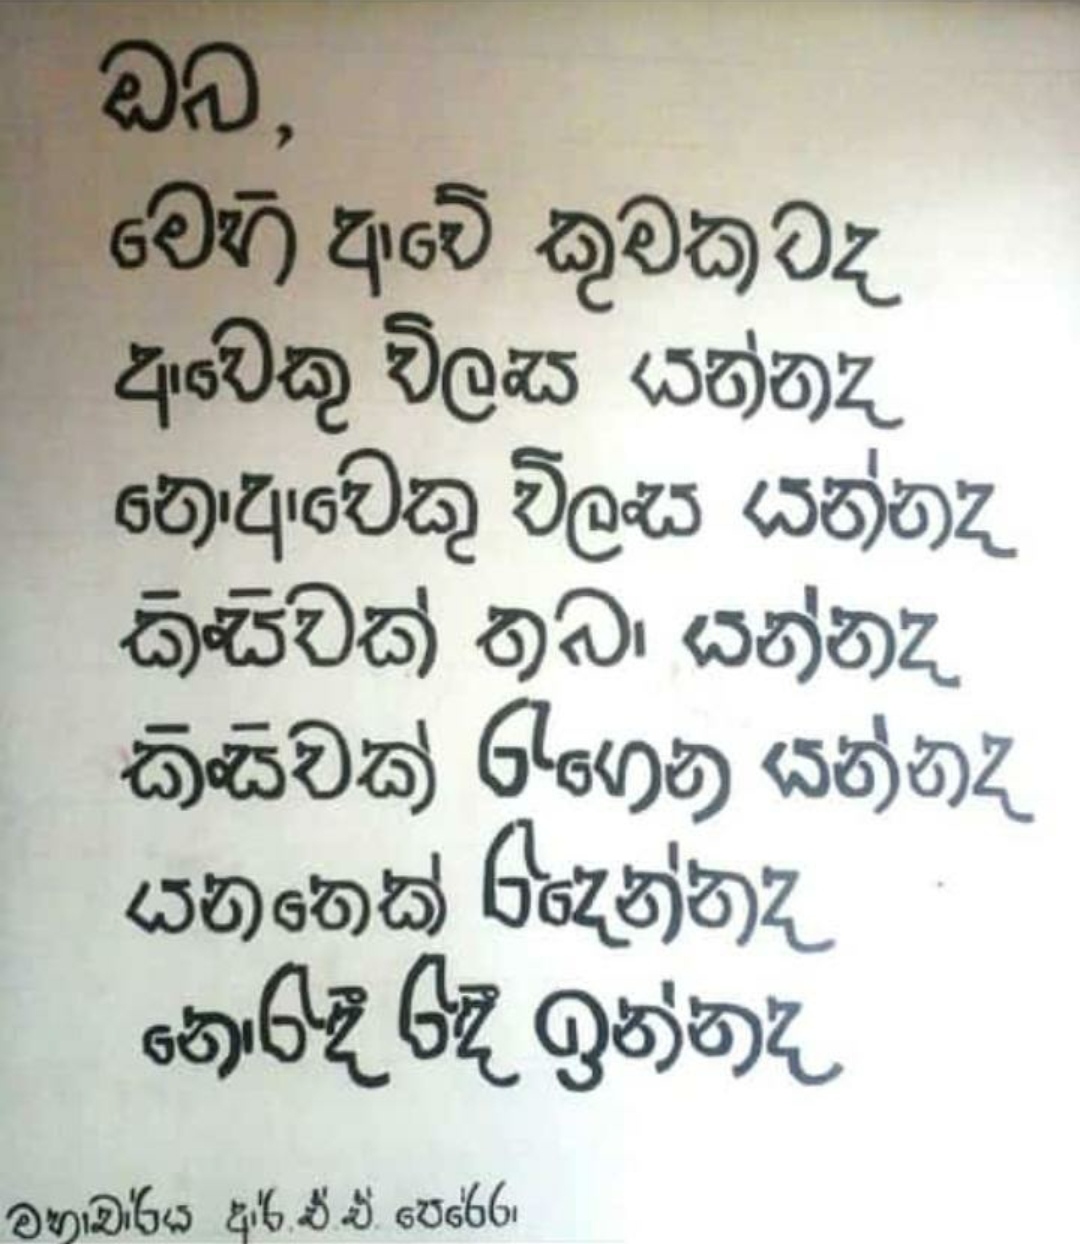 ඔබ,
මෙහි ආවේ කුමකටද
ආවෙකු විලස යන්නද
නොආවෙකු විලස යන්නද
කිසිවක් තබා යන්නද
කිසිවක් රැගෙන යන්නද
යනතෙක් රැඳෙන්නද
නොරැඳී රැඳී ඉන්නද
මහාචාර්ය ආර්.ඒ.ඒ. පෙරේරා